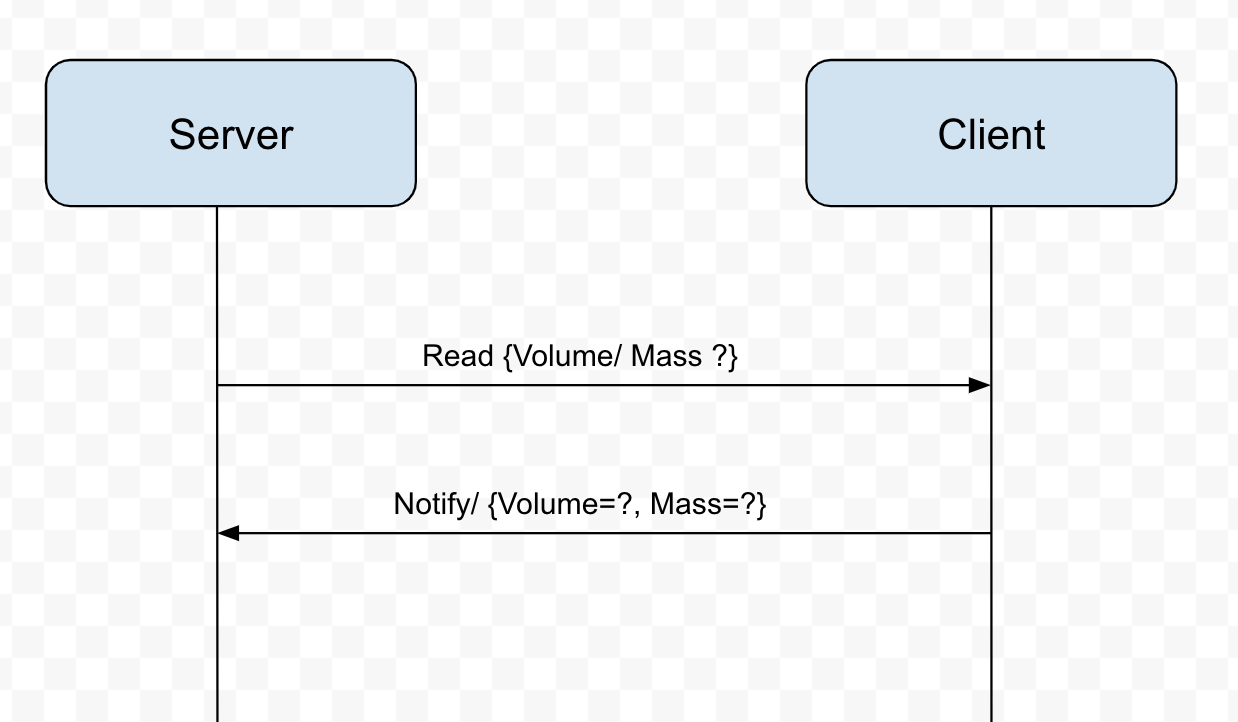 Server
Client
Read {Volume/ Mass ?}
Notify/ {Volume=?, Mass=?}